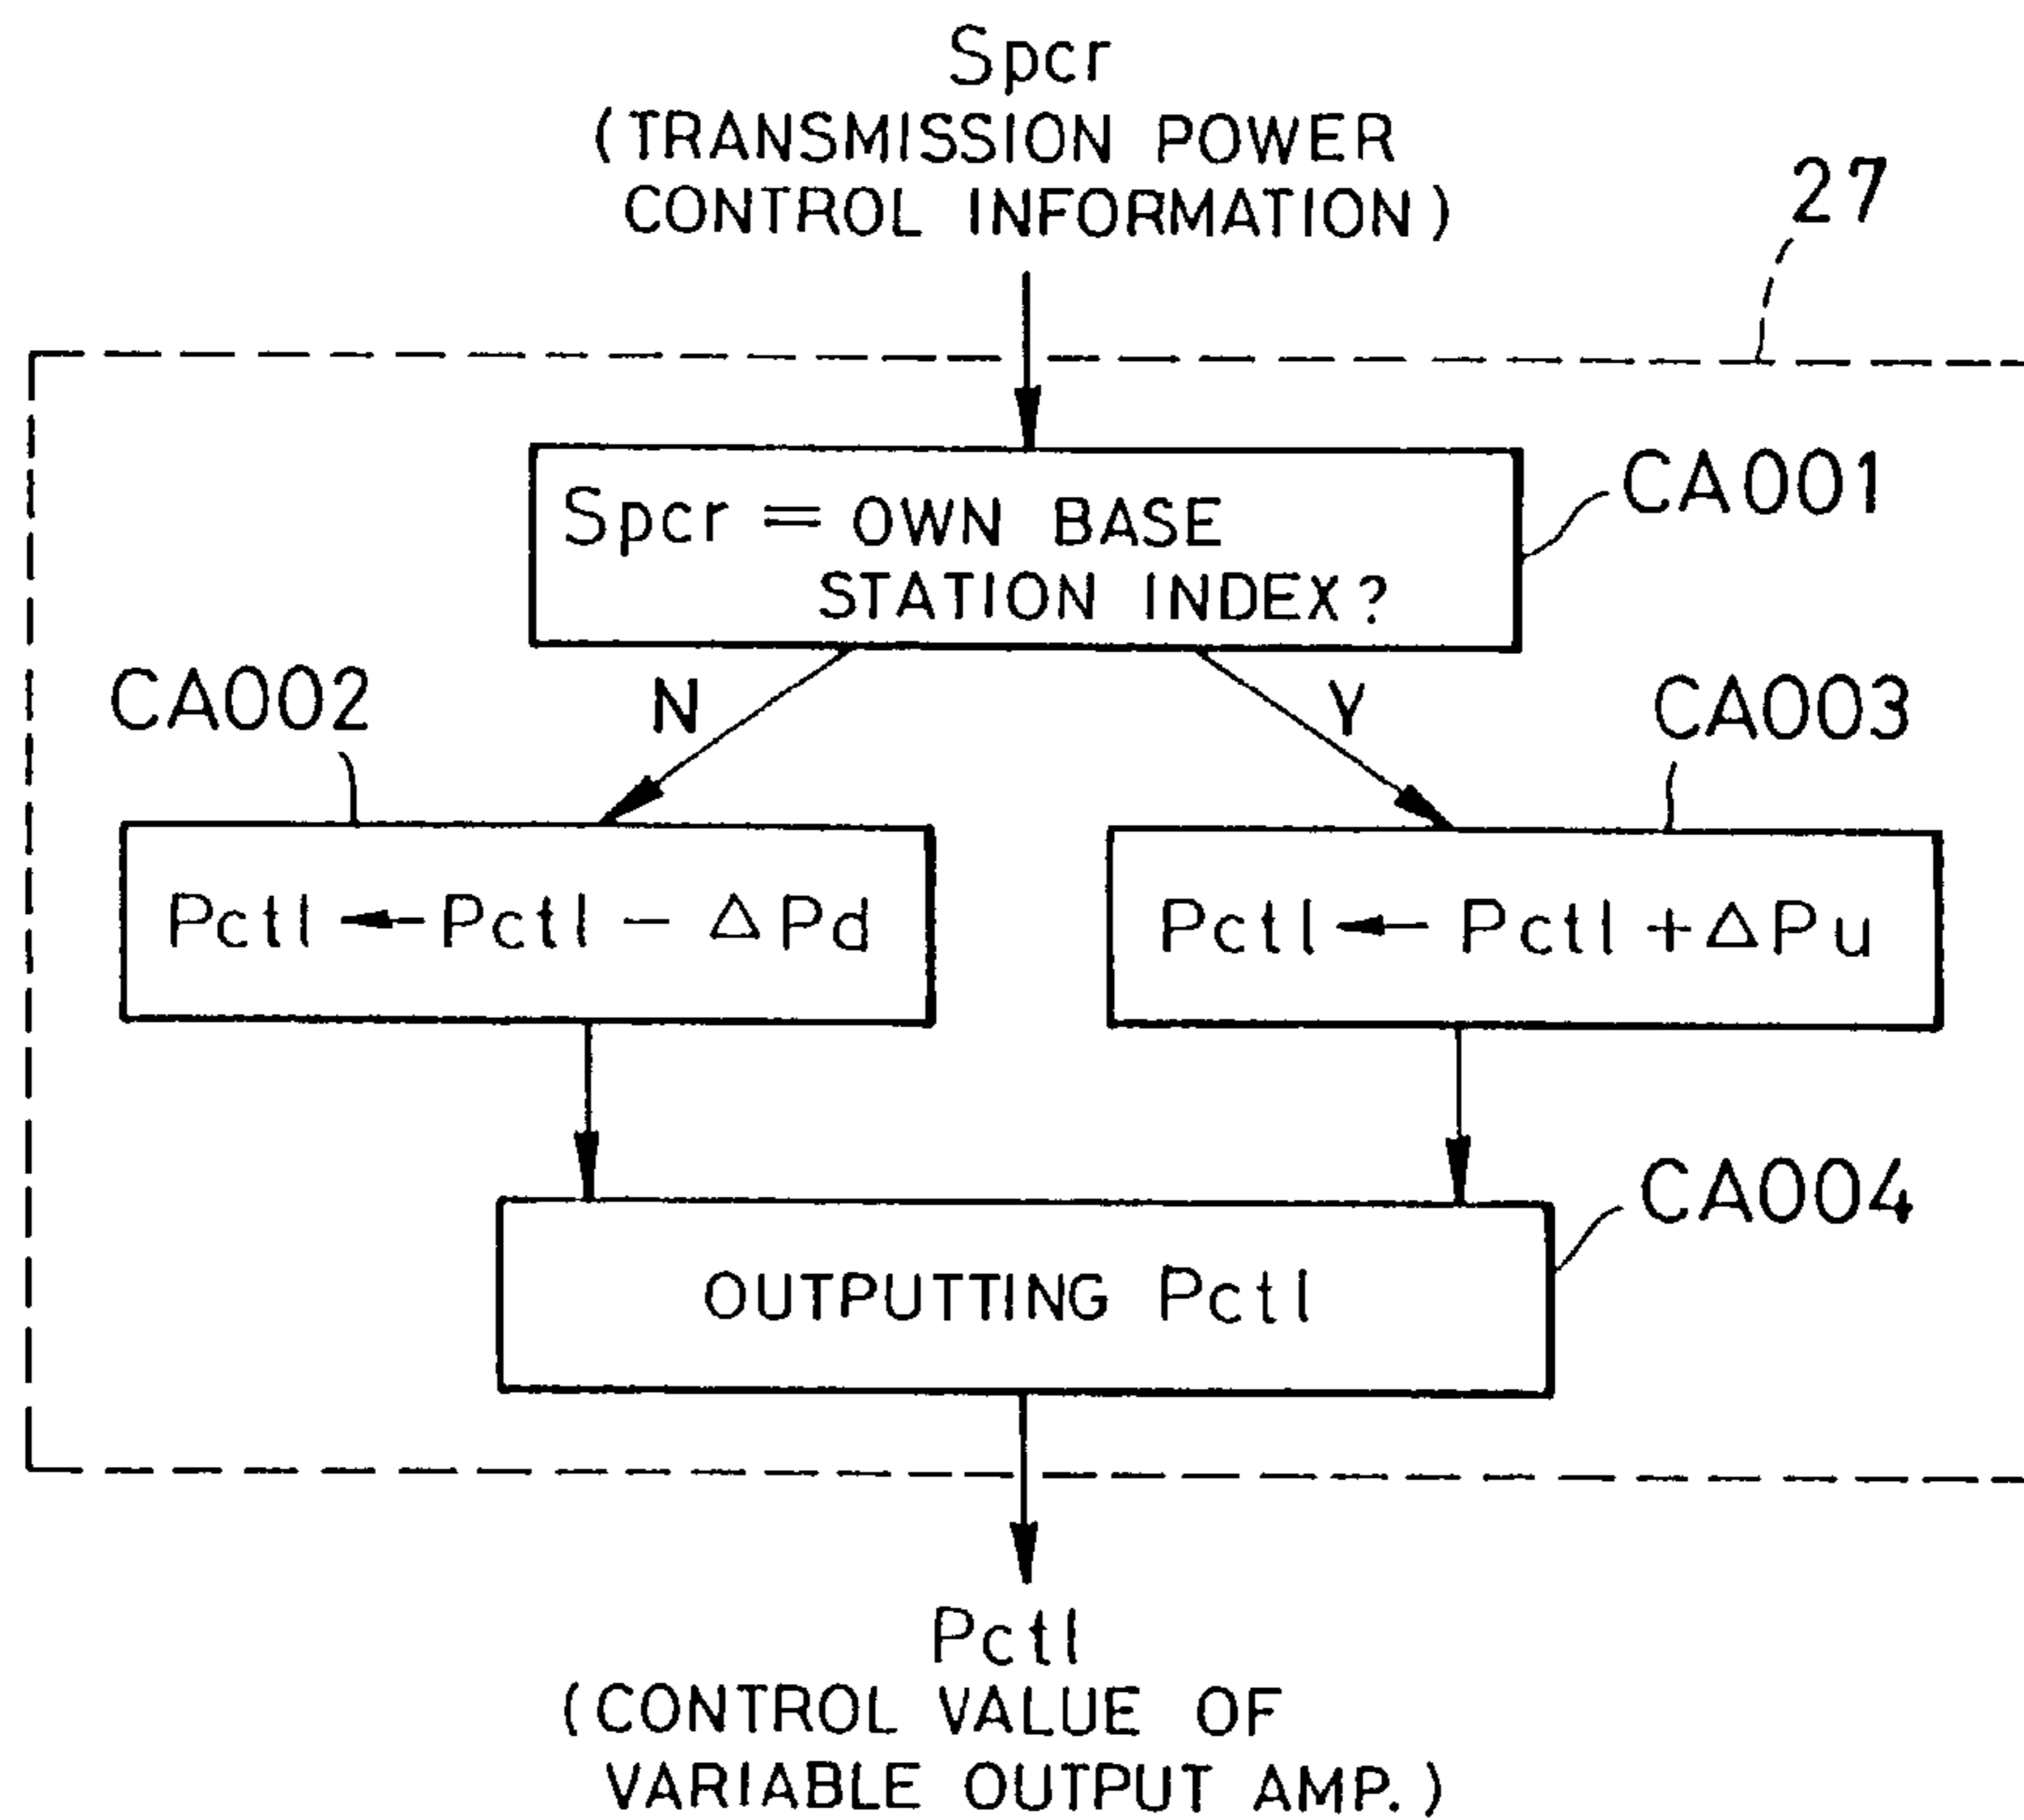 Spcr
(TRANSMISSION POWER
CONTROL INFORMATION)
27
Spcr = OWN BASE
STATION INDEX?
CA001
CA002
N
Y
CA003
Pctl ← Pctl − ΔPd
Pctl ← Pctl + ΔPu
CA004
OUTPUTTING Pctl
Pctl
(CONTROL VALUE OF
VARIABLE OUTPUT AMP.)